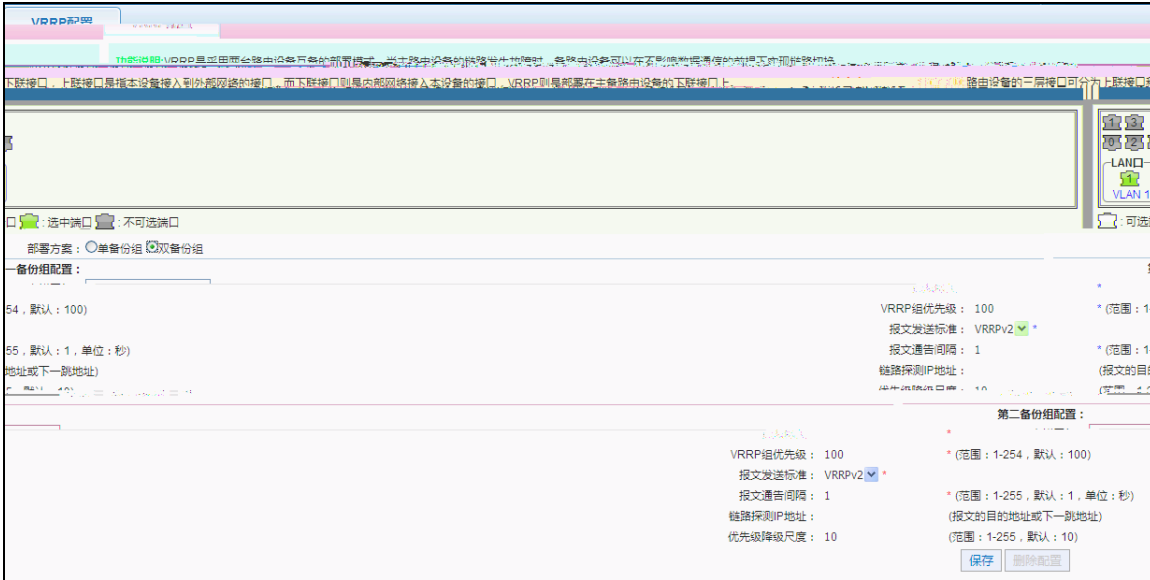 VRRP配置
功能说明:VRRP是采用两台路由设备互备的部署模式，当主路由设备的链路发生故障时，备路由设备可以在不影响数据通信的前提下实现链路切换
下联接口，上联接口是指本设备接入到外部网络的接口，而下联接口则是内部网络接入本设备的接口，VRRP则是部署在主备路由设备的下联接口上
路由设备的三层接口可分为上联接口
1 3
0 2
LAN口
1
VLAN 1
口 : 选中端口 : 不可选端口
: 可选
部署方案：单备份组 双备份组
一备份组配置：
*
54，默认：100)
VRRP组优先级： 100 * (范围：1
报文发送标准： VRRPv2 *
55，默认：1，单位：秒)
报文通告间隔： 1 * (范围：1
地址或下一跳地址)
链路探测IP地址： (报文的目
优先级降级尺度： 10
第二备份组配置：
*
VRRP组优先级： 100 * (范围：1-254，默认：100)
报文发送标准： VRRPv2 *
报文通告间隔： 1 * (范围：1-255，默认：1，单位：秒)
链路探测IP地址： (报文的目的地址或下一跳地址)
优先级降级尺度： 10 (范围：1-255，默认：10)
保存 删除配置